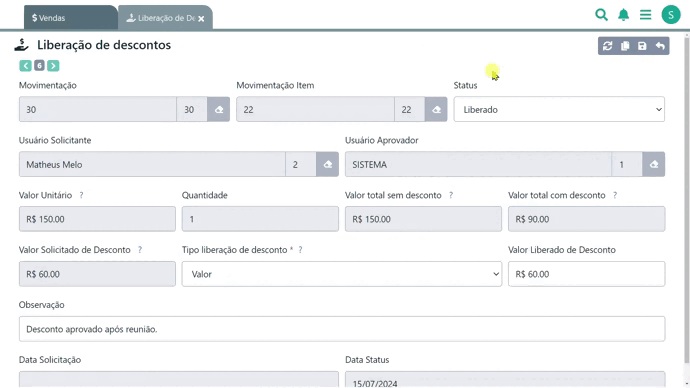 Vendas
Liberação de De
S
Liberação de descontos
6
Movimentação Movimentação Item Status
30 30 22 22 Liberado
Usuário Solicitante Usuário Aprovador
Matheus Melo 2 SISTEMA 1
Valor Unitário ? Quantidade Valor total sem desconto ? Valor total com desconto ?
R$ 150.00 1 R$ 150.00 R$ 90.00
Valor Solicitado de Desconto ? Tipo liberação de desconto * ? Valor Liberado de Desconto
R$ 60.00 Valor R$ 60.00
Observação
Desconto aprovado após reunião.
Data Solicitação Data Status
15/07/2024